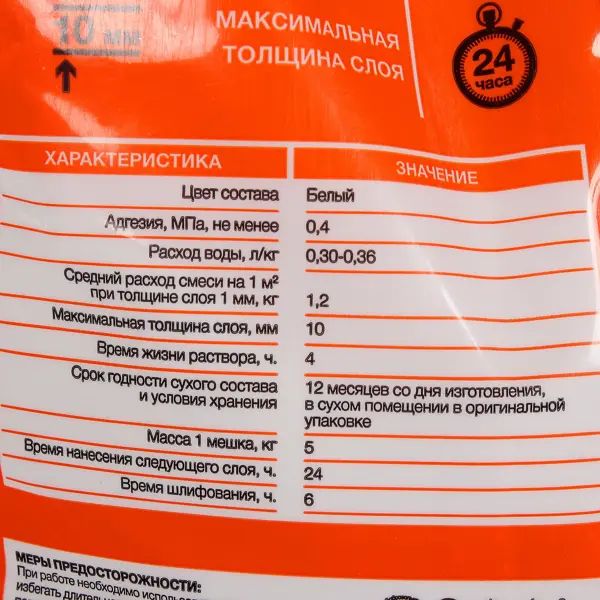 10 мм
МАКСИМАЛЬНАЯ
ТОЛЩИНА СЛОЯ
24
часа
ХАРАКТЕРИСТИКА ЗНАЧЕНИЕ
Цвет состава Белый
Адгезия, МПа, не менее 0,4
Расход воды, л/кг 0,30-0,36
Средний расход смеси на 1 м²
при толщине слоя 1 мм, кг 1,2
Максимальная толщина слоя, мм 10
Время жизни раствора, ч. 4
Срок годности сухого состава 12 месяцев со дня изготовления,
и условия хранения в сухом помещении в оригинальной
упаковке
Масса 1 мешка, кг 5
Время нанесения следующего слоя, ч. 24
Время шлифования, ч. 6
МЕРЫ ПРЕДОСТОРОЖНОСТИ:
При работе необходимо
избегать